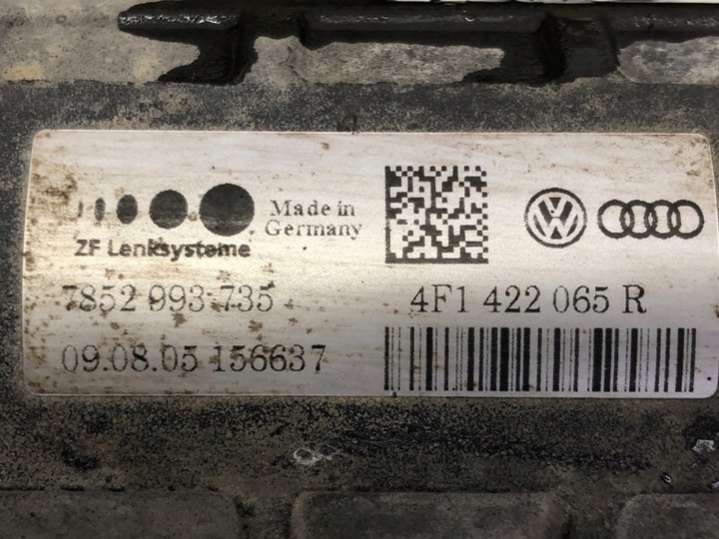 Made in
Germany
ZF Lenksysteme
7852 993 735
4F1 422 065 R
09.08.05 156637